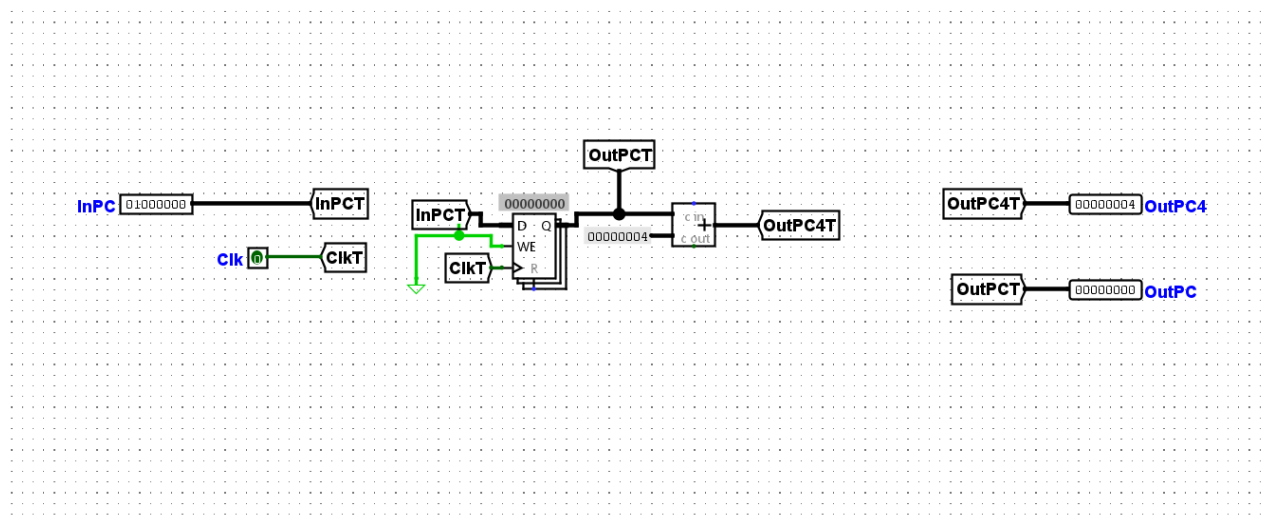 OutPCT
InPC 01000000 InPCT
InPCT
00000000
D Q
WE
R
Clk 0 ClkT
ClkT
00000004
c in
+
c out
OutPC4T
OutPC4T 00000004 OutPC4
OutPCT 00000000 OutPC